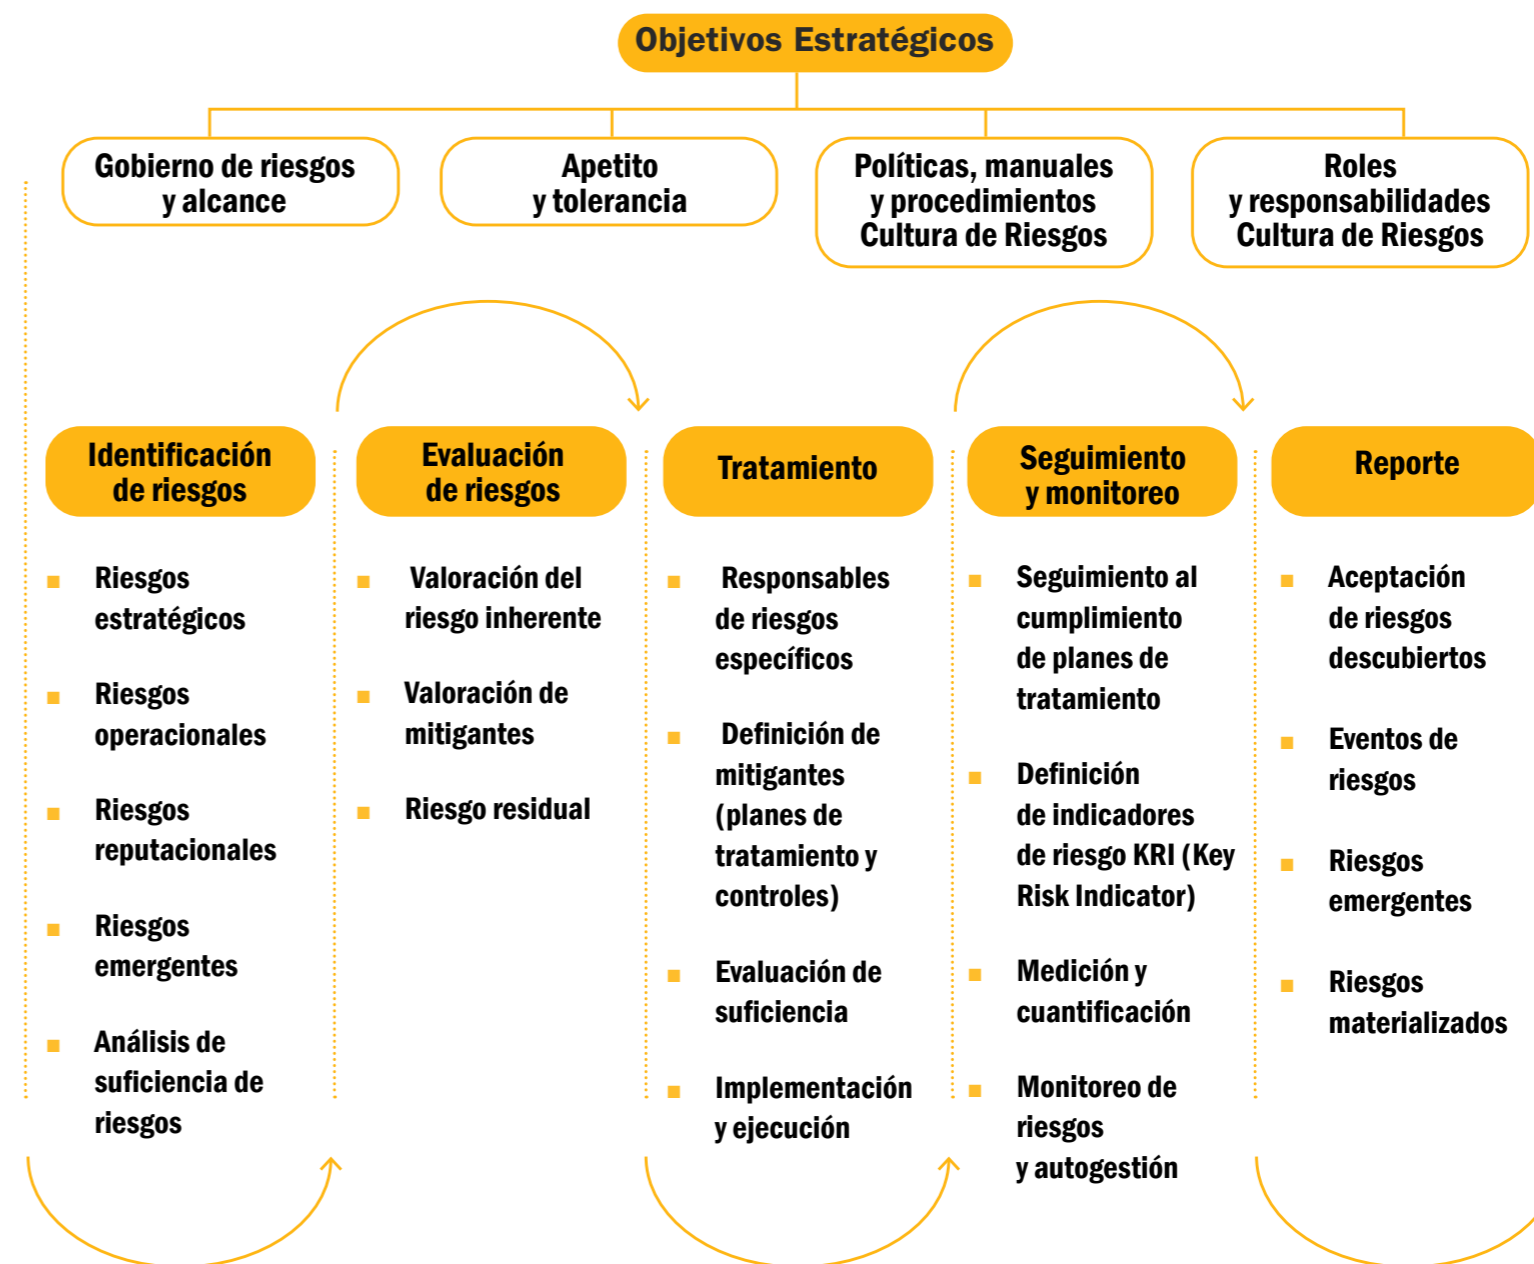 Objetivos Estratégicos
Gobierno de riesgos
y alcance
Apetito
y tolerancia
Políticas, manuales
y procedimientos
Cultura de Riesgos
Roles
y responsabilidades
Cultura de Riesgos
Identificación
de riesgos
Riesgos
estratégicos
Riesgos
operacionales
Riesgos
reputacionales
Riesgos
emergentes
Análisis de
suficiencia de
riesgos
Evaluación
de riesgos
Valoración del
riesgo inherente
Valoración de
mitigantes
Riesgo residual
Tratamiento
Responsables
de riesgos
específicos
Definición de
mitigantes
(planes de
tratamiento y
controles)
Evaluación de
suficiencia
Implementación
y ejecución
Seguimiento
y monitoreo
Seguimiento al
cumplimiento
de planes de
tratamiento
Definición
de indicadores
de riesgo KRI (Key
Risk Indicator)
Medición y
cuantificación
Monitoreo de
riesgos
y autogestión
Reporte
Aceptación
de riesgos
descubiertos
Eventos de
riesgos
Riesgos
emergentes
Riesgos
materializados